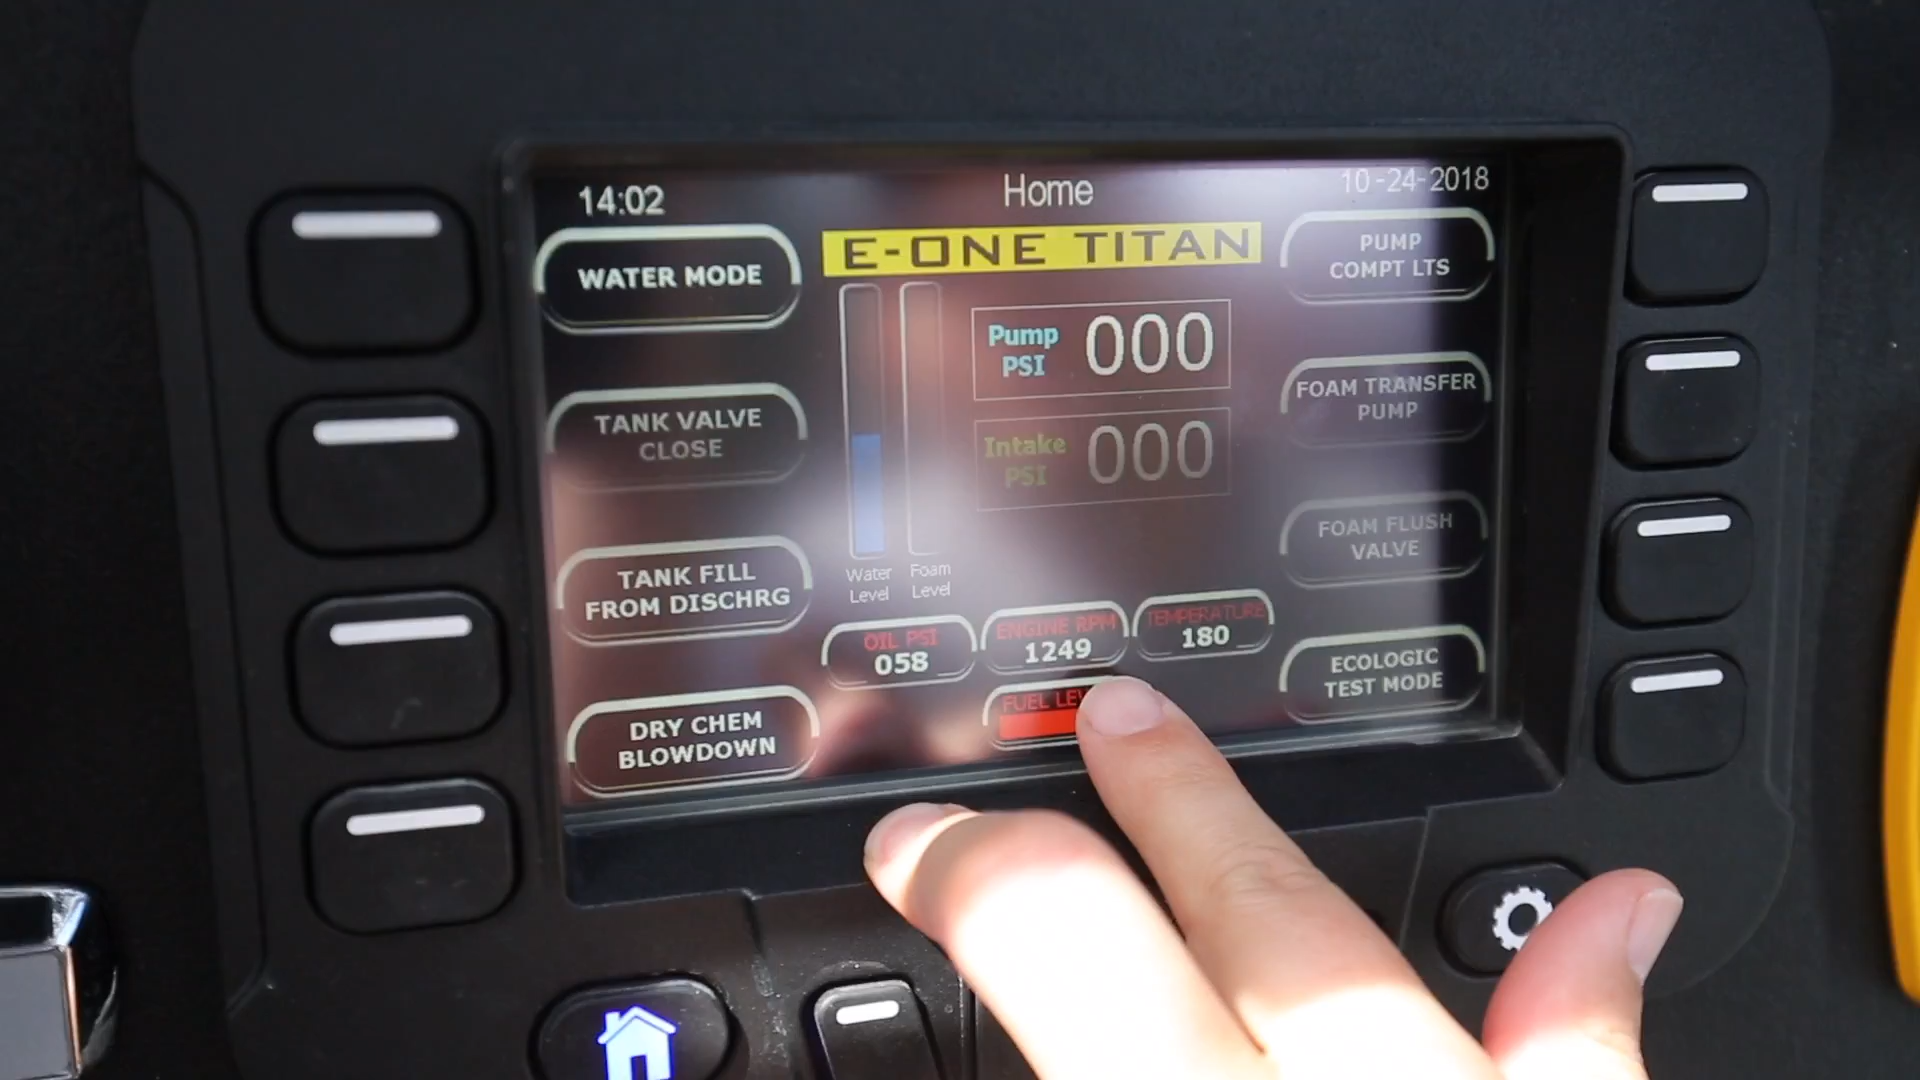 14:02
Home
10-24-2018
E-ONE TITAN
WATER MODE
TANK VALVE
CLOSE
TANK FILL
FROM DISCHRG
DRY CHEM
BLOWDOWN
Pump
PSI
000
Intake
PSI
000
Water
Level
Foam
Level
OIL PSI
058
ENGINE RPM
1249
TEMPERATURE
180
FUEL
PUMP
COMPT LTS
FOAM TRANSFER
PUMP
FOAM FLUSH
VALVE
ECOLOGIC
TEST MODE